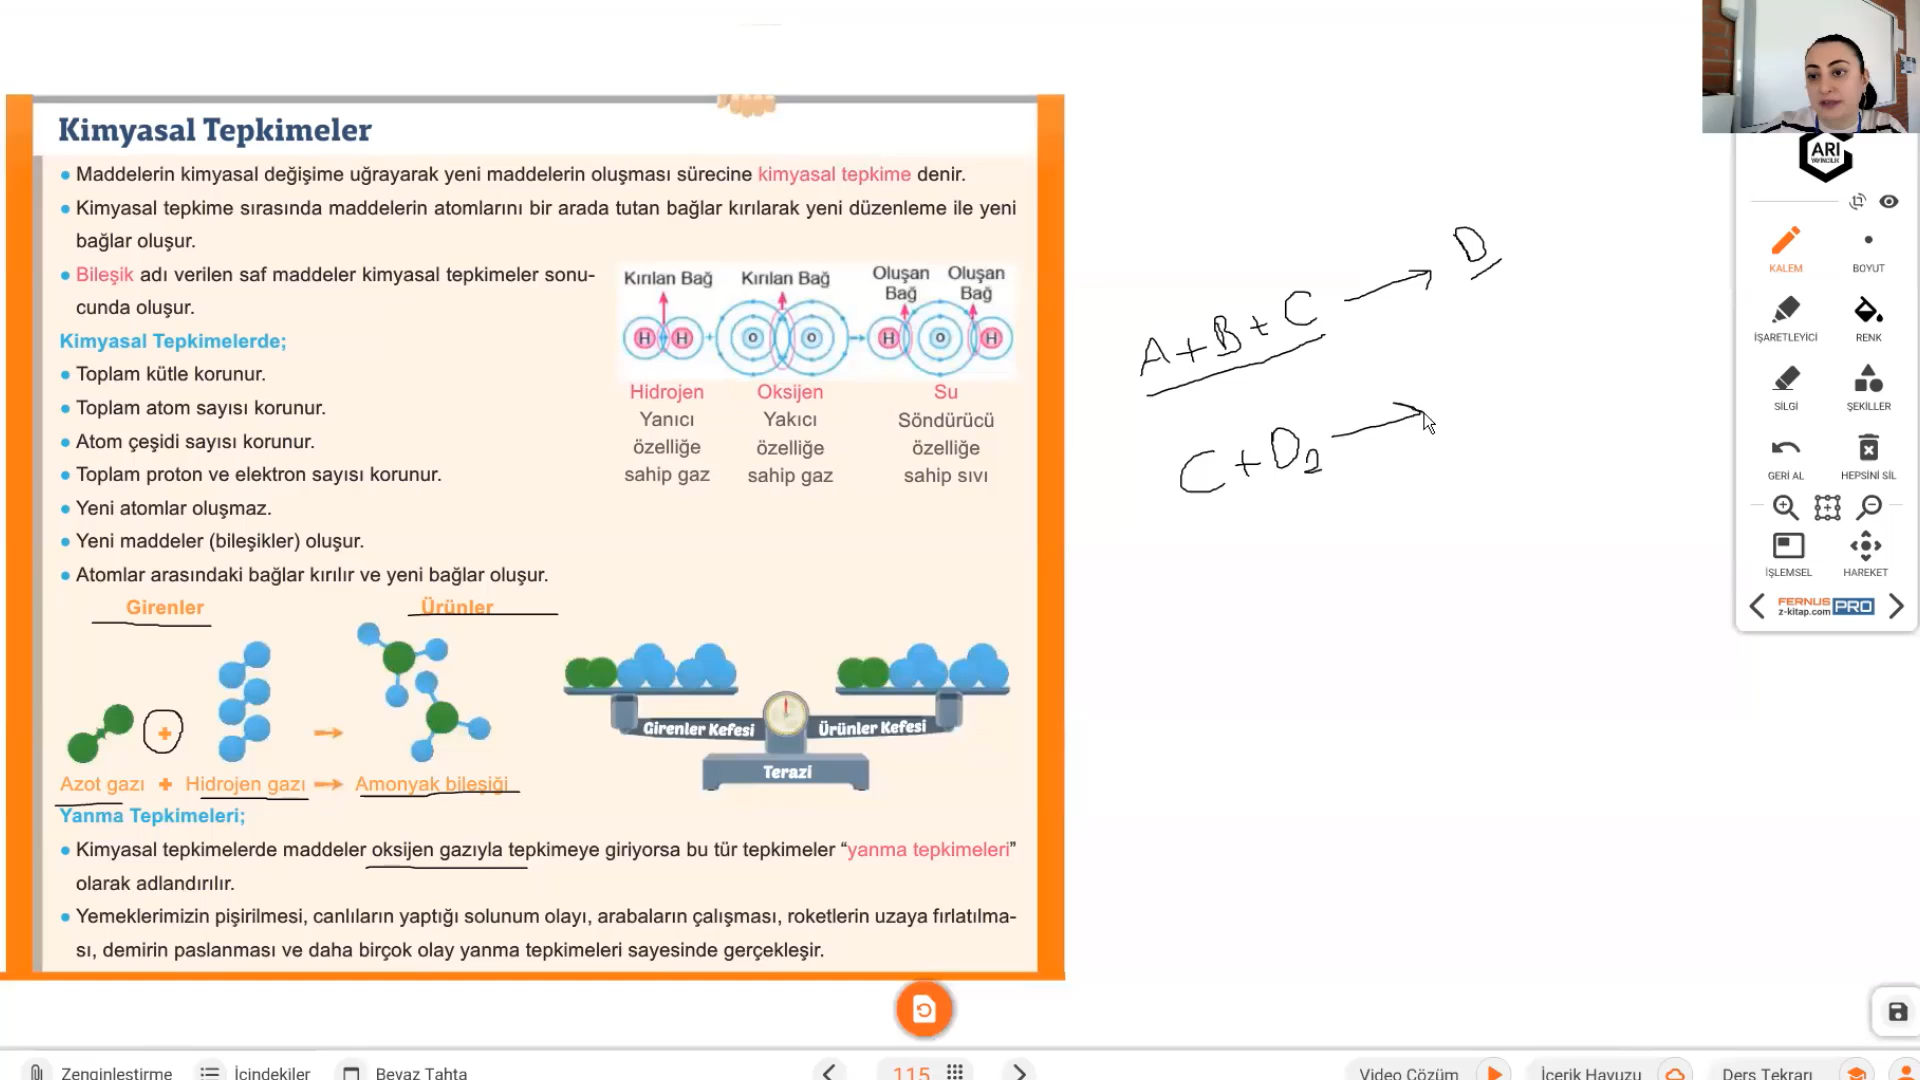 Kimyasal Tepkimeler
• Maddelerin kimyasal değişime uğrayarak yeni maddelerin oluşması sürecine kimyasal tepkime denir.
• Kimyasal tepkime sırasında maddelerin atomlarını bir arada tutan bağlar kırılarak yeni düzenleme ile yeni
bağlar oluşur.
• Bileşik adı verilen saf maddeler kimyasal tepkimeler sonu-
cunda oluşur.
Kırılan Bağ Kırılan Bağ Oluşan Bağ Oluşan Bağ
H H + O O → H O H
Hidrojen
Yanıcı
özelliğe
sahip gaz
Oksijen
Yakıcı
özelliğe
sahip gaz
Su
Söndürücü
özelliğe
sahip sıvı
Kimyasal Tepkimelerde;
• Toplam kütle korunur.
• Toplam atom sayısı korunur.
• Atom çeşidi sayısı korunur.
• Toplam proton ve elektron sayısı korunur.
• Yeni atomlar oluşmaz.
• Yeni maddeler (bileşikler) oluşur.
• Atomlar arasındaki bağlar kırılır ve yeni bağlar oluşur.
Girenler Ürünler
+ →
Azot gazı + Hidrojen gazı → Amonyak bileşiği
Girenler Kefesi Ürünler Kefesi
Terazi
Yanma Tepkimeleri;
• Kimyasal tepkimelerde maddeler oksijen gazıyla tepkimeye giriyorsa bu tür tepkimeler “yanma tepkimeleri”
olarak adlandırılır.
• Yemeklerimizin pişirilmesi, canlıların yaptığı solunum olayı, arabaların çalışması, roketlerin uzaya fırlatılma-
sı, demirin paslanması ve daha birçok olay yanma tepkimeleri sayesinde gerçekleşir.
A + B + C → D
C + O2 →
ARI
YAYINCILIK
KALEM BOYUT
İŞARETLEYİCİ RENK
SİLGİ ŞEKİLLER
GERİ AL HEPSİNİ SİL
İŞLEMSEL HAREKET
FERNUS
z-kitap.com PRO
Zenginleştirme İçindekiler Beyaz Tahta 115 Video Çözüm İçerik Havuzu Ders Tekrarı